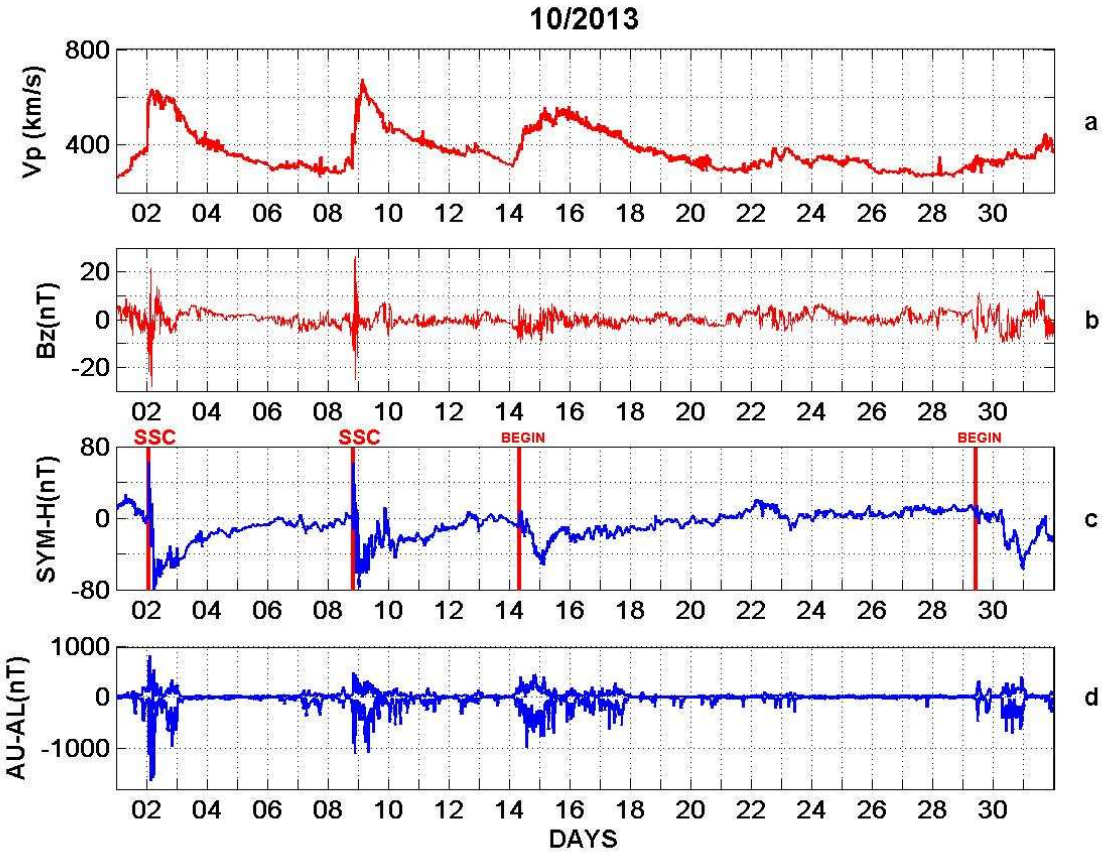 10/2013
Vp (km/s)
800
400
a
02 04 06 08 10 12 14 16 18 20 22 24 26 28 30
Bz(nT)
20
0
-20
b
02 04 06 08 10 12 14 16 18 20 22 24 26 28 30
SSC SSC BEGIN BEGIN
SYM-H(nT)
80
0
-80
c
02 04 06 08 10 12 14 16 18 20 22 24 26 28 30
AU-AL(nT)
1000
0
-1000
d
02 04 06 08 10 12 14 16 18 20 22 24 26 28 30
DAYS